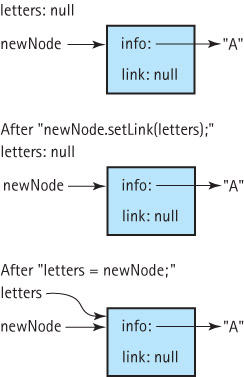 letters: null
newNode info: "A"
link: null
After "newNode.setLink(letters);"
letters: null
newNode info: "A"
link: null
After "letters = newNode;"
letters
newNode info: "A"
link: null